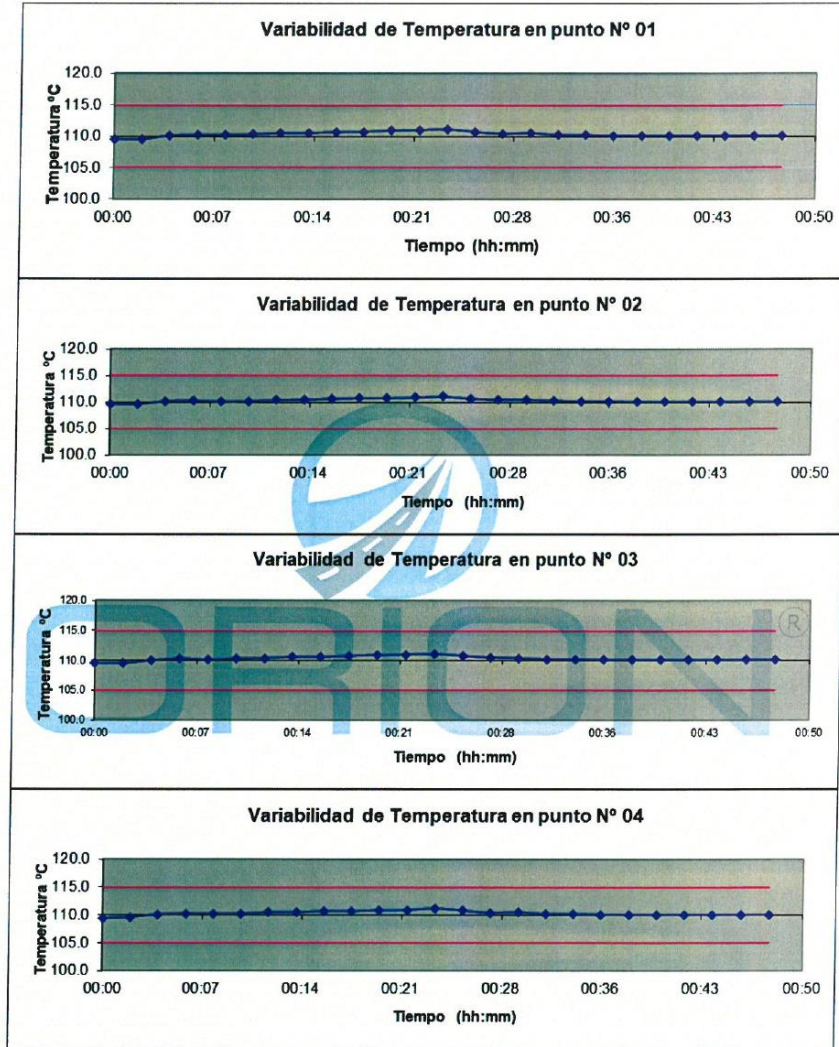 Variabilidad de Temperatura en punto Nº 01
Temperatura ºC
120.0
115.0
110.0
105.0
100.0
00:00 00:07 00:14 00:21 00:28 00:36 00:43 00:50
Tiempo (hh:mm)
Variabilidad de Temperatura en punto Nº 02
Temperatura ºC
120.0
115.0
110.0
105.0
100.0
00:00 00:07 00:14 00:21 00:28 00:36 00:43 00:50
Tiempo (hh:mm)
Variabilidad de Temperatura en punto Nº 03
Temperatura ºC
120.0
115.0
110.0
105.0
100.0
00:00 00:07 00:14 00:21 00:28 00:36 00:43 00:50
Tiempo (hh:mm)
ORION®
Variabilidad de Temperatura en punto Nº 04
Temperatura ºC
120.0
115.0
110.0
105.0
100.0
00:00 00:07 00:14 00:21 00:28 00:36 00:43 00:50
Tiempo (hh:mm)